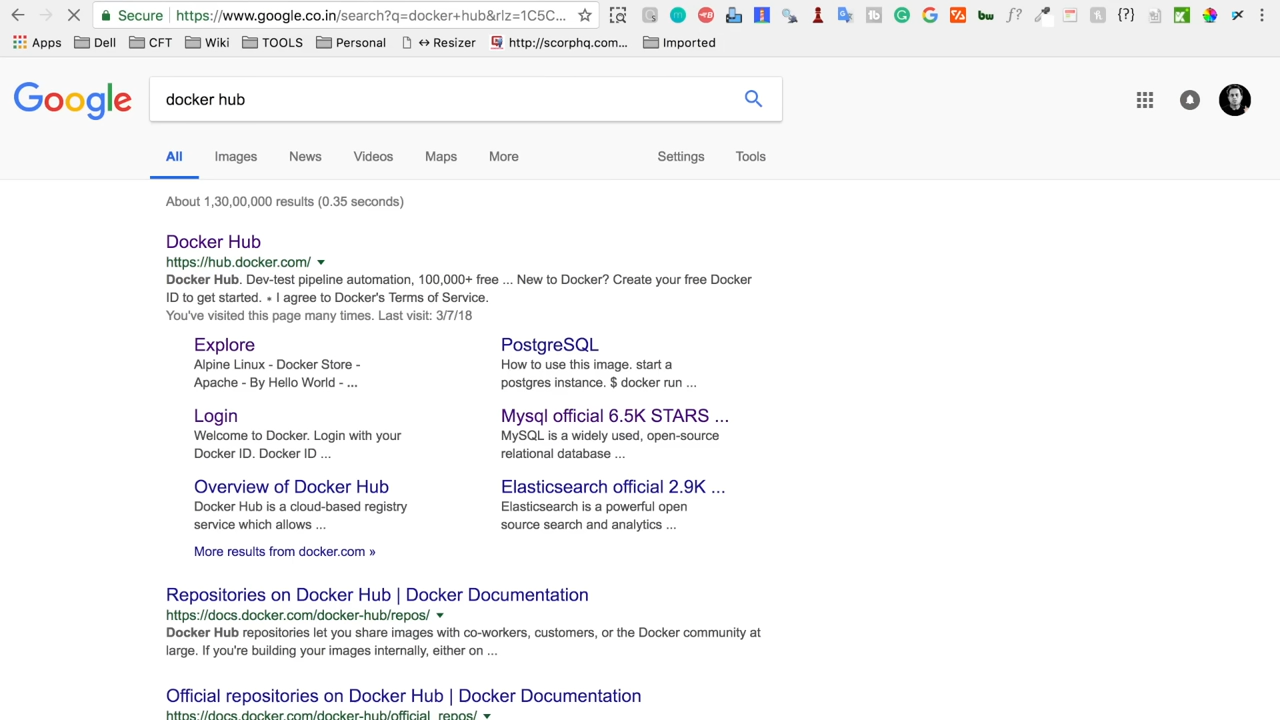 Secure https://www.google.co.in/search?q=docker+hub&rlz=1C5C...
Apps Dell CFT Wiki TOOLS Personal ↔ Resizer http://scorphq.com... Imported
Google docker hub
All Images News Videos Maps More Settings Tools
About 1,30,00,000 results (0.35 seconds)
Docker Hub
https://hub.docker.com/
Docker Hub. Dev-test pipeline automation, 100,000+ free ... New to Docker? Create your free Docker
ID to get started. • I agree to Docker's Terms of Service.
You've visited this page many times. Last visit: 3/7/18
Explore
Alpine Linux - Docker Store -
Apache - By Hello World - ...
PostgreSQL
How to use this image. start a
postgres instance. $ docker run ...
Login
Welcome to Docker. Login with your
Docker ID. Docker ID ...
Mysql official 6.5K STARS ...
MySQL is a widely used, open-source
relational database ...
Overview of Docker Hub
Docker Hub is a cloud-based registry
service which allows ...
Elasticsearch official 2.9K ...
Elasticsearch is a powerful open
source search and analytics ...
More results from docker.com »
Repositories on Docker Hub | Docker Documentation
https://docs.docker.com/docker-hub/repos/
Docker Hub repositories let you share images with co-workers, customers, or the Docker community at
large. If you're building your images internally, either on ...
Official repositories on Docker Hub | Docker Documentation
https://docs.docker.com/docker-hub/official_repos/